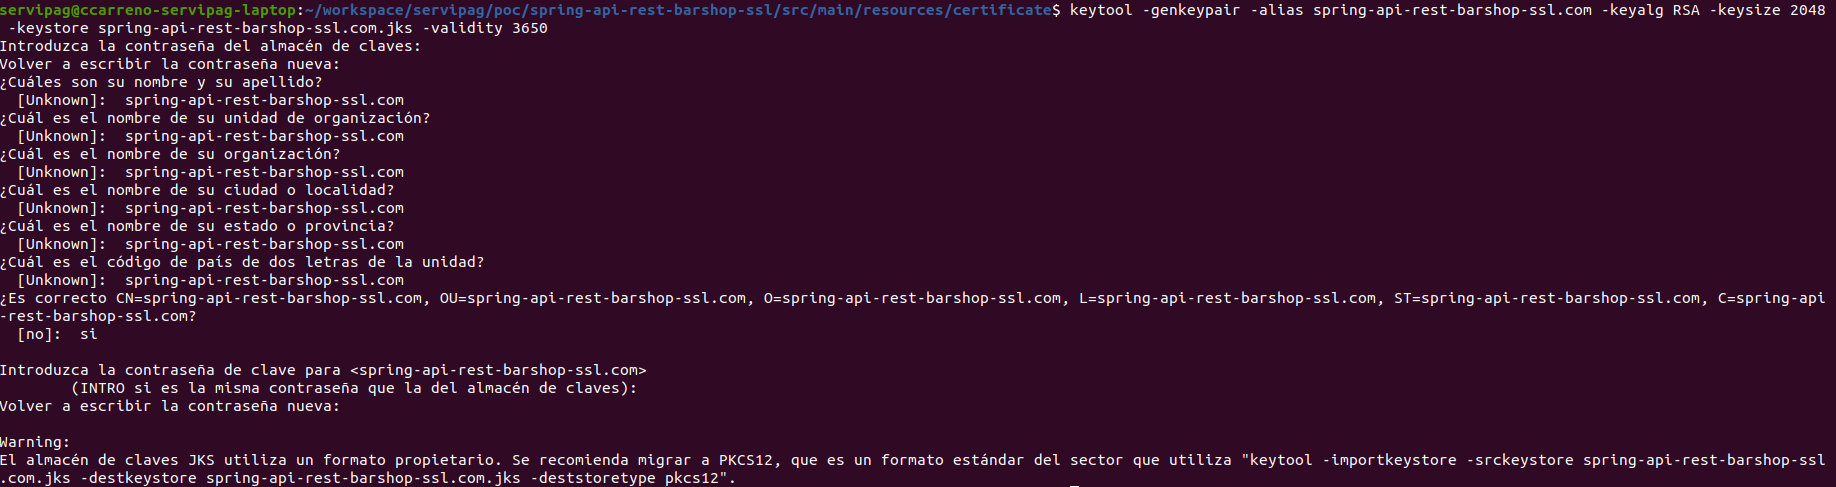 servipag@ccarreno-servipag-laptop:~/workspace/servipag/poc/spring-api-rest-barshop-ssl/src/main/resources/certificate$ keytool -genkeypair -alias spring-api-rest-barshop-ssl.com -keyalg RSA -keysize 2048
 -keystore spring-api-rest-barshop-ssl.com.jks -validity 3650
Introduzca la contraseña del almacén de claves:
Volver a escribir la contraseña nueva:
¿Cuáles son su nombre y su apellido?
  [Unknown]:  spring-api-rest-barshop-ssl.com
¿Cuál es el nombre de su unidad de organización?
  [Unknown]:  spring-api-rest-barshop-ssl.com
¿Cuál es el nombre de su organización?
  [Unknown]:  spring-api-rest-barshop-ssl.com
¿Cuál es el nombre de su ciudad o localidad?
  [Unknown]:  spring-api-rest-barshop-ssl.com
¿Cuál es el nombre de su estado o provincia?
  [Unknown]:  spring-api-rest-barshop-ssl.com
¿Cuál es el código de país de dos letras de la unidad?
  [Unknown]:  spring-api-rest-barshop-ssl.com
¿Es correcto CN=spring-api-rest-barshop-ssl.com, OU=spring-api-rest-barshop-ssl.com, O=spring-api-rest-barshop-ssl.com, L=spring-api-rest-barshop-ssl.com, ST=spring-api-rest-barshop-ssl.com, C=spring-api
-rest-barshop-ssl.com?
  [no]:  si
Introduzca la contraseña de clave para <spring-api-rest-barshop-ssl.com>
        (INTRO si es la misma contraseña que la del almacén de claves):
Volver a escribir la contraseña nueva:
Warning:
El almacén de claves JKS utiliza un formato propietario. Se recomienda migrar a PKCS12, que es un formato estándar del sector que utiliza "keytool -importkeystore -srckeystore spring-api-rest-barshop-ssl
.com.jks -destkeystore spring-api-rest-barshop-ssl.com.jks -deststoretype pkcs12".